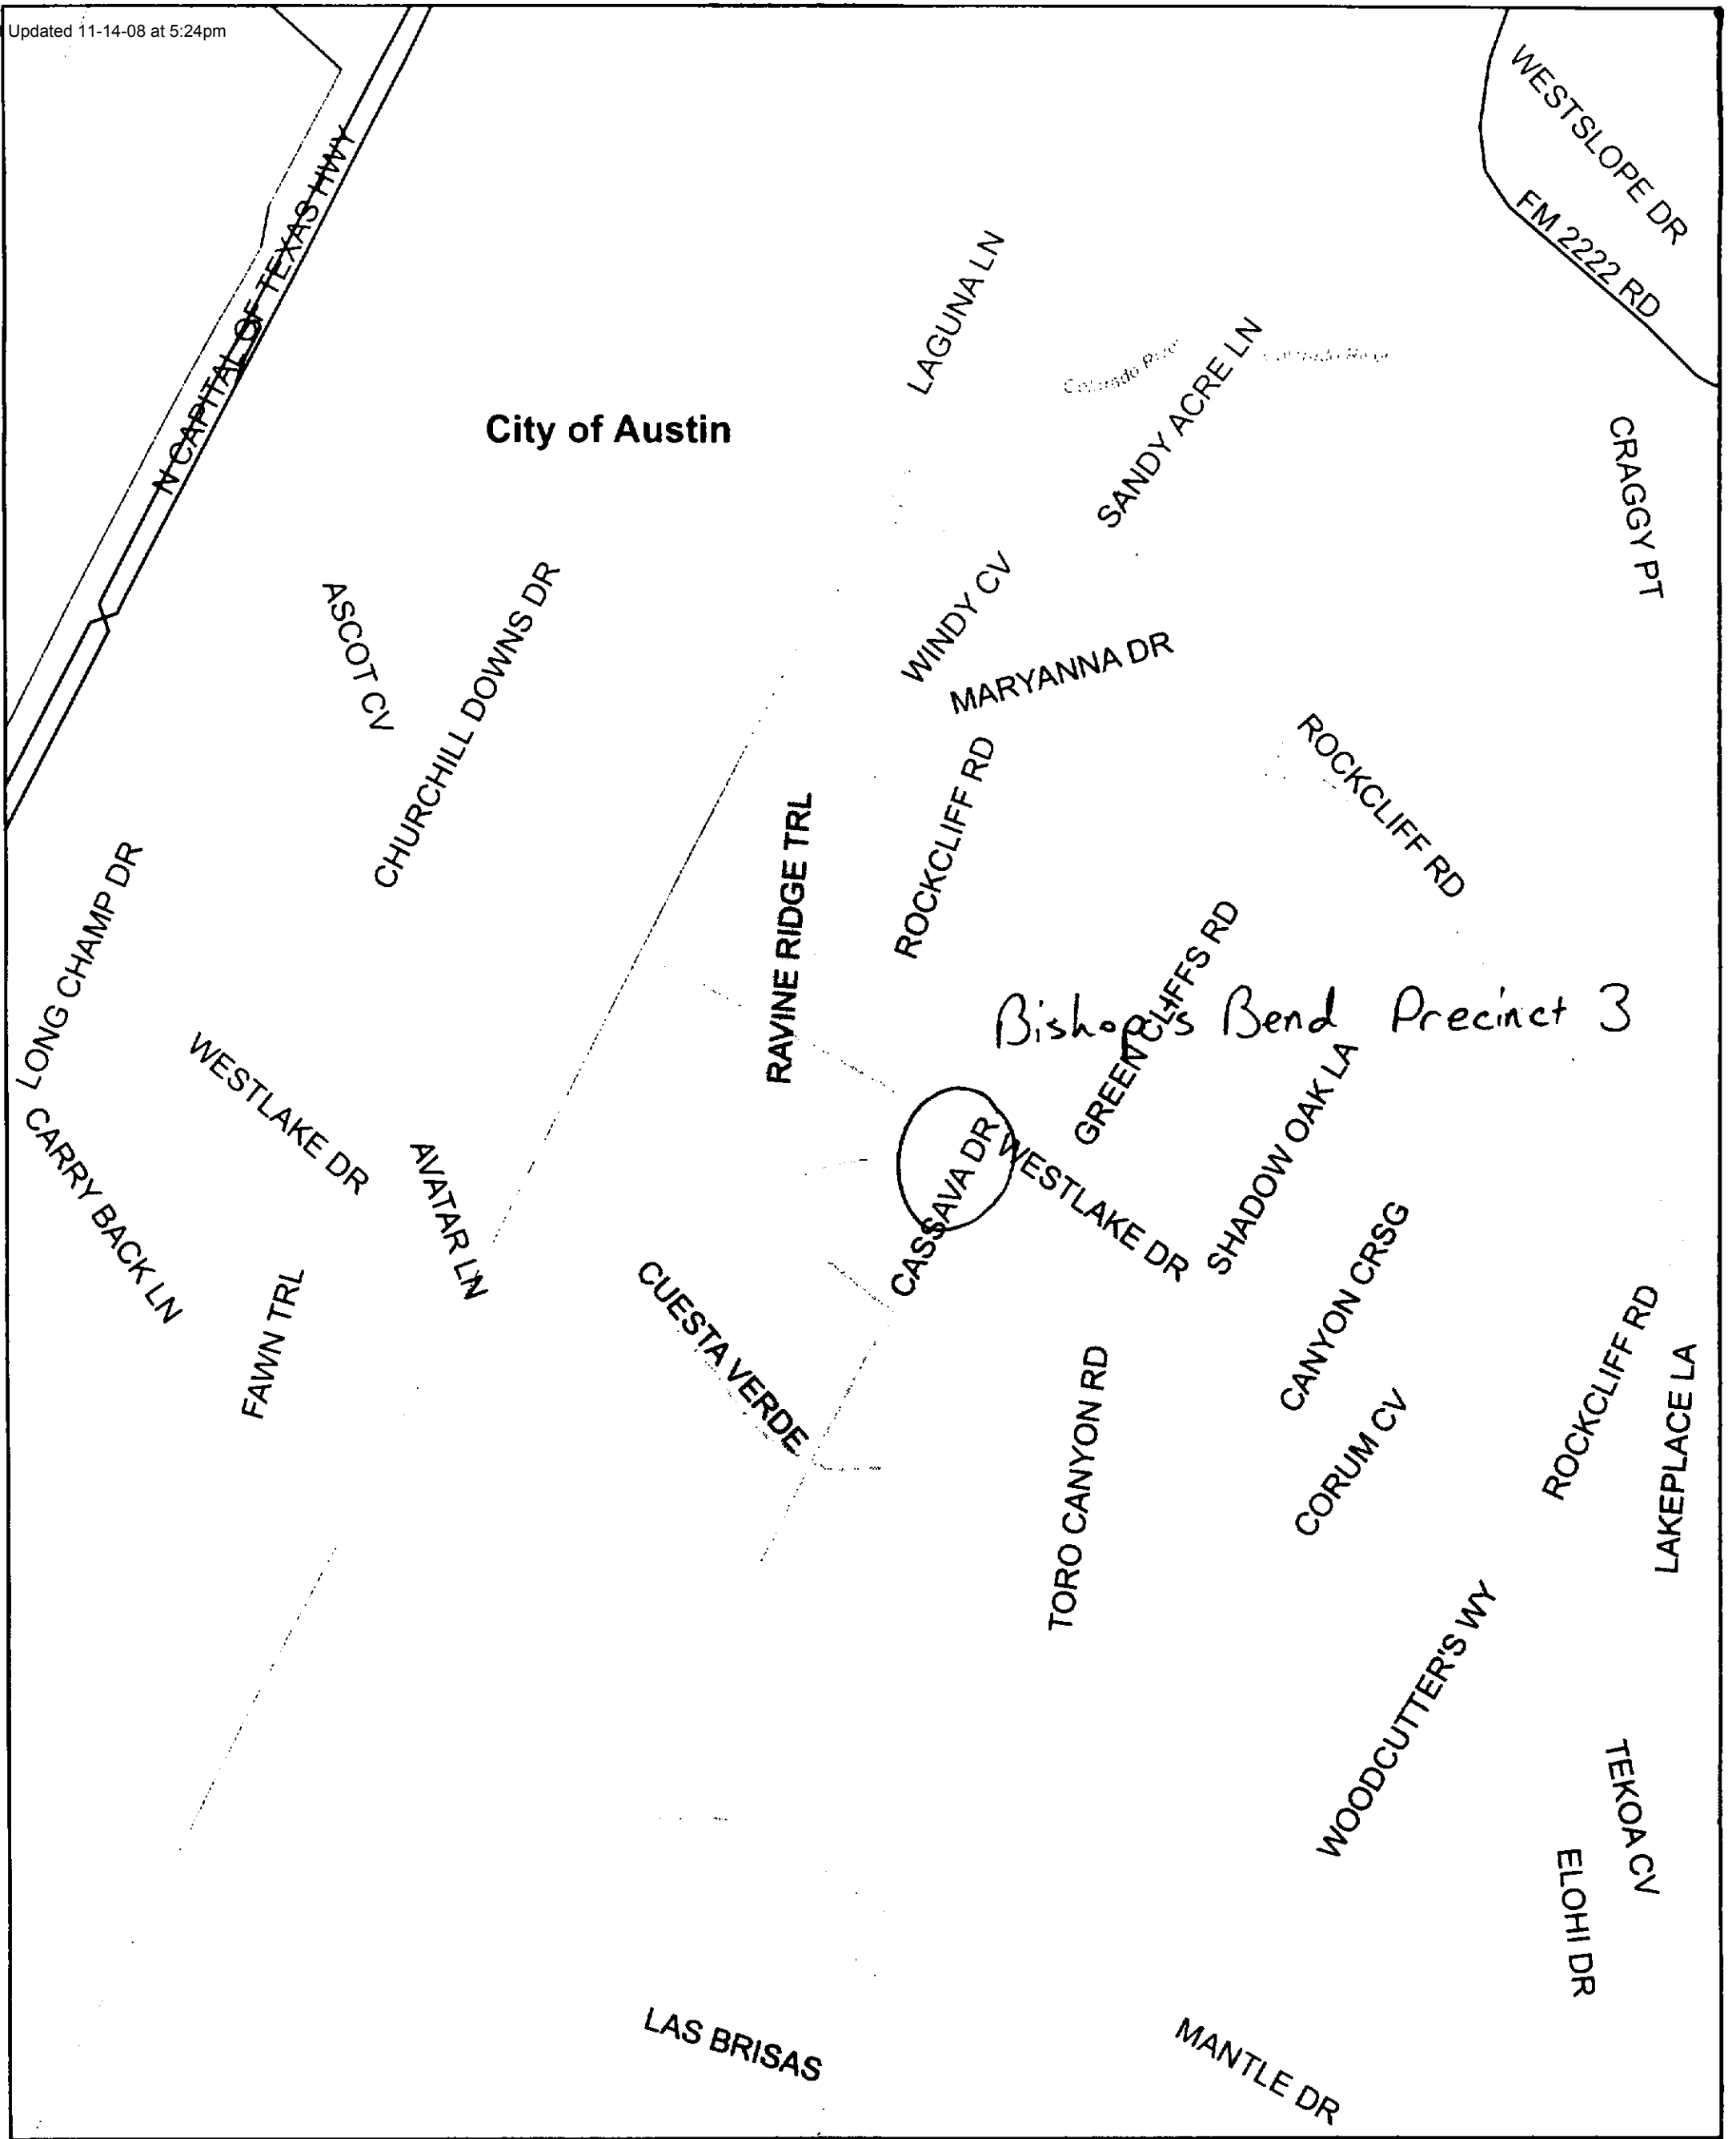 Updated 11-14-08 at 5:24pm
WESTSLOPE DR
FM 2222 RD
N CAPITAL OF TEXAS HWY
LAGUNA LN
Colorado River
SANDY ACRE LN
Colorado River
City of Austin
CRAGGY PT
ASCOT CV
CHURCHILL DOWNS DR
WINDY CV
MARYANNA DR
ROCKCLIFF RD
ROCKCLIFF RD
RAVINE RIDGE TRL
LONG CHAMP DR
GREEN CLIFFS RD
Bishop's Bend Precinct 3
WESTLAKE DR
SHADOW OAK LA
CARRY BACK LN
AVATAR LN
CASSAVA DR
WESTLAKE DR
CANYON CRSG
FAWN TRL
CUESTA VERDE
ROCKCLIFF RD
TORO CANYON RD
CORUM CV
LAKEPLACE LA
WOODCUTTER'S WY
TEKOA CV
ELOHI DR
LAS BRISAS
MANTLE DR